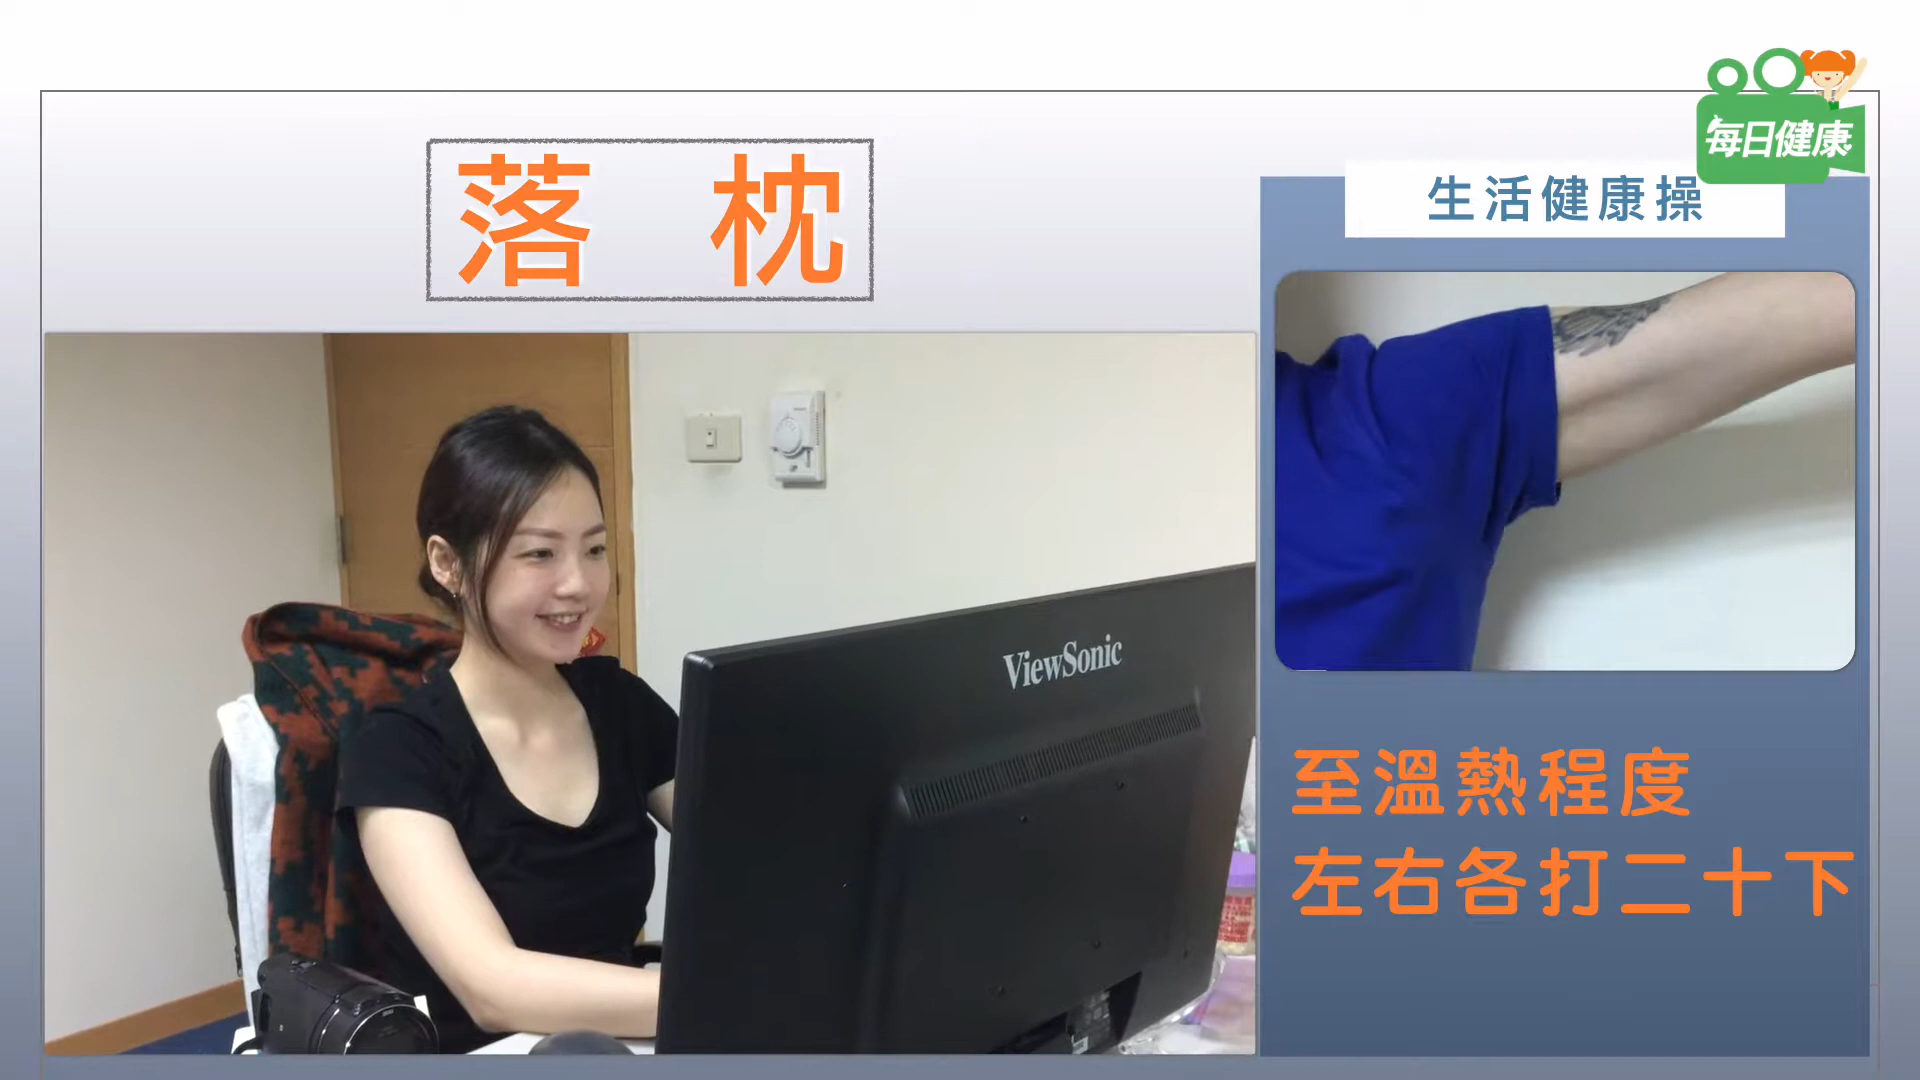 每日健康
落 枕
生活健康操
ViewSonic
至溫熱程度
左右各打二十下